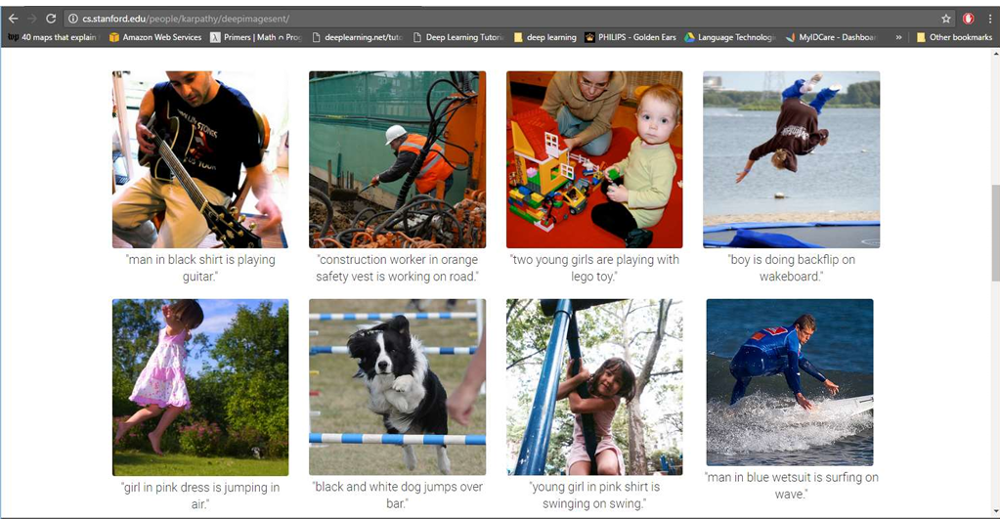 cs.stanford.edu/people/karpathy/deepimagesent/
40 maps that explain
Amazon Web Services
Primers | Math ∩ Prog
deeplearning.net/tuto
Deep Learning Tutori
deep learning
PHILIPS - Golden Ears
Language Technologi
MyIDCare - Dashboa
»
Other bookmarks
"man in black shirt is playing
guitar."
"construction worker in orange
safety vest is working on road."
"two young girls are playing with
lego toy."
"boy is doing backflip on
wakeboard."
"girl in pink dress is jumping in
air."
"black and white dog jumps over
bar."
"young girl in pink shirt is
swinging on swing."
"man in blue wetsuit is surfing on
wave."